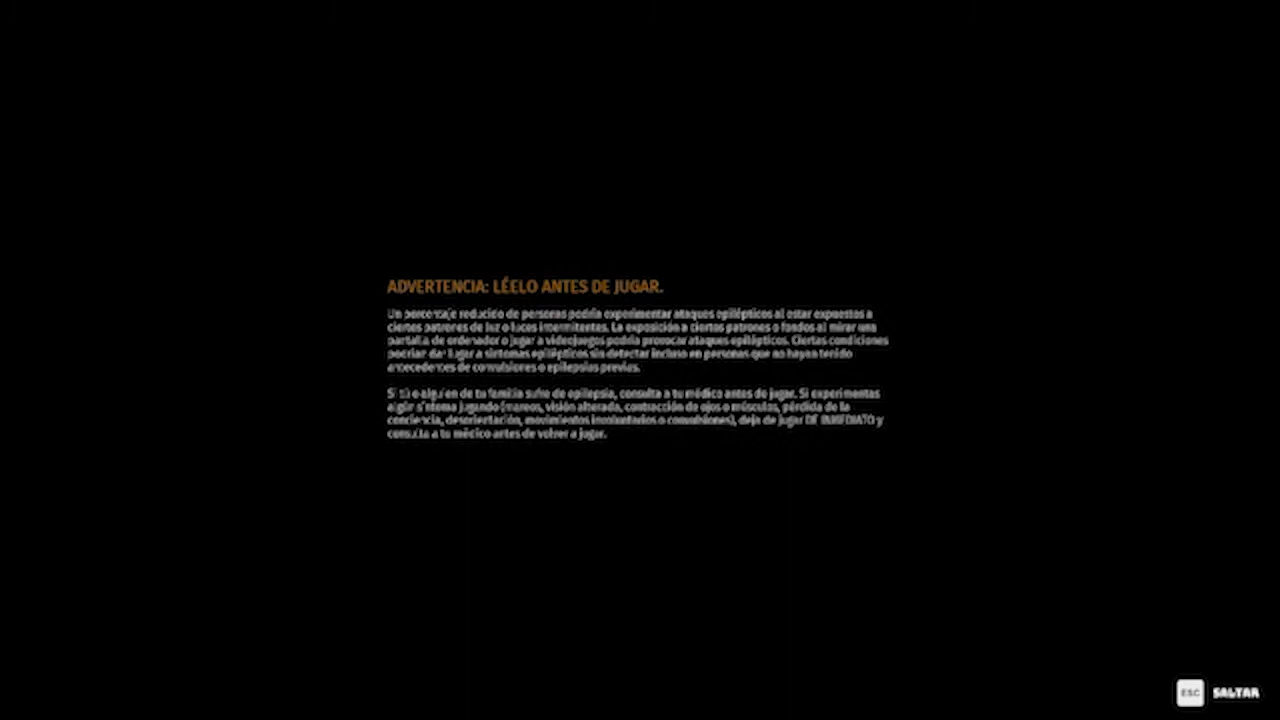 ADVERTENCIA: LÉELO ANTES DE JUGAR.
Un porcentaje reducido de personas podría experimentar ataques epilépticos al estar expuestas a
ciertos patrones de luz o luces intermitentes. La exposición a ciertos patrones o fondos al mirar una
pantalla de ordenador o jugar a videojuegos podría provocar ataques epilépticos. Ciertas condiciones
podrían dar lugar a síntomas epilépticos sin detectar incluso en personas que no hayan tenido
antecedentes de convulsiones o epilepsias previas.
Si tú o alguien de tu familia sufre de epilepsia, consulta a tu médico antes de jugar. Si experimentas
algún síntoma jugando (mareos, visión alterada, contracción de ojos o músculos, pérdida de la
conciencia, desorientación, movimientos involuntarios o convulsiones), deja de jugar DE INMEDIATO y
consulta a tu médico antes de volver a jugar.
ESC SALTAR